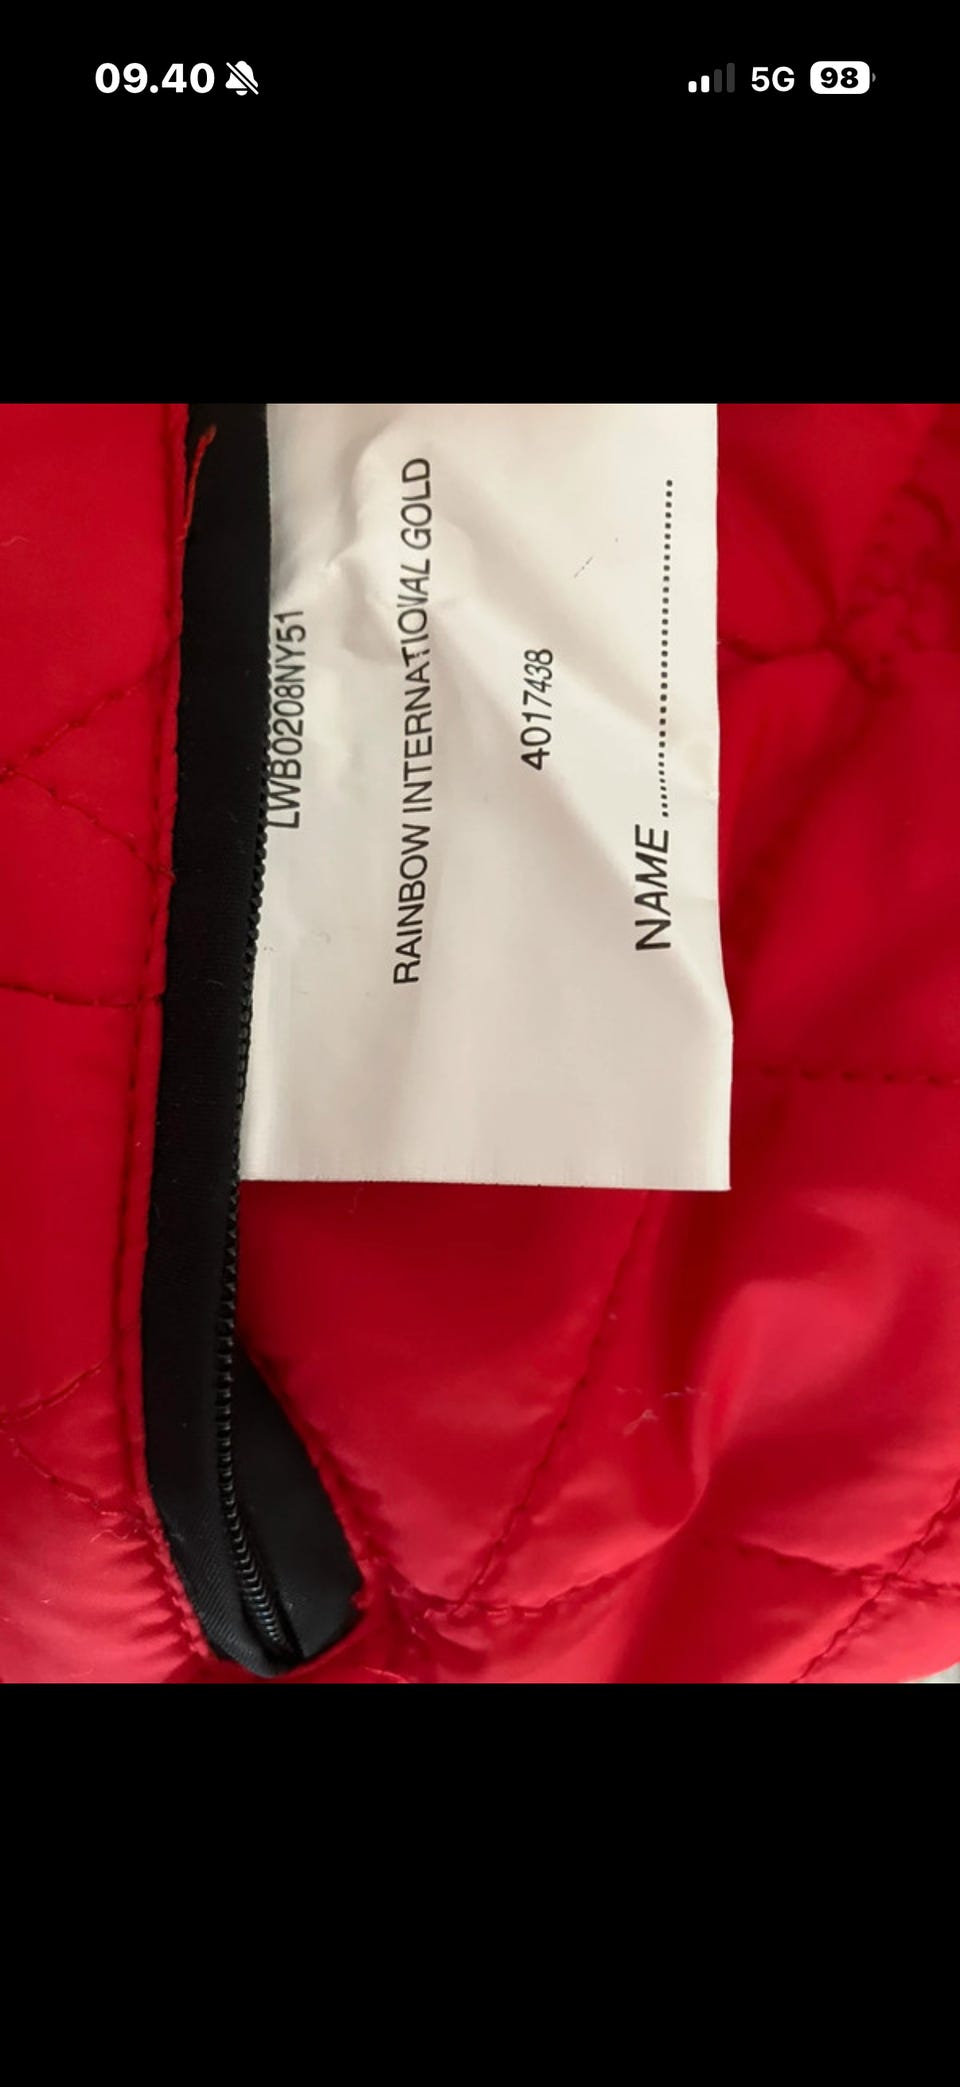 09.40
5G 98
LWB0208NY51
RAINBOW INTERNATIONAL GOLD
4017438
NAME ........................................